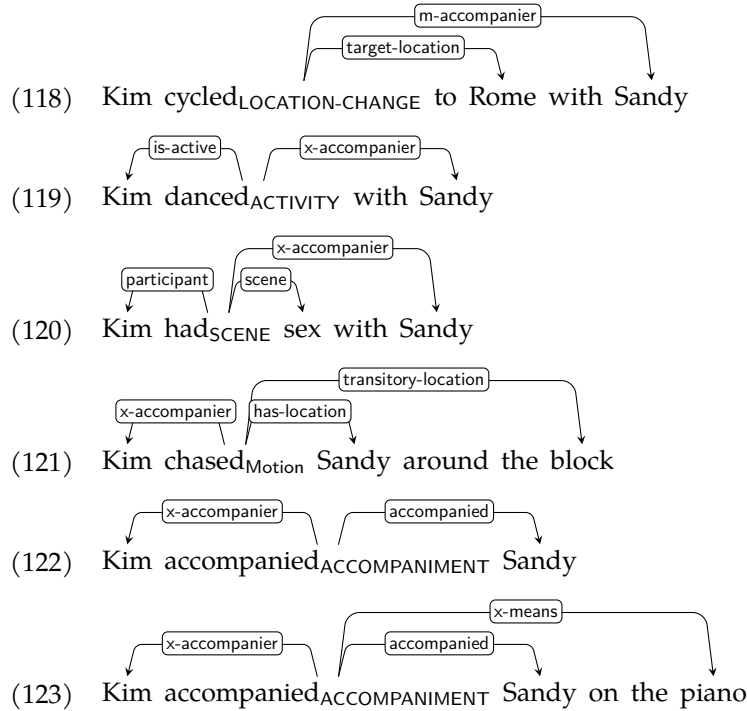 m-accompanier
target-location
(118) Kim cycledLOCATION-CHANGE to Rome with Sandy
is-active x-accompanier
(119) Kim dancedACTIVITY with Sandy
x-accompanier
participant scene
(120) Kim hadSCENE sex with Sandy
transitory-location
x-accompanier has-location
(121) Kim chasedMotion Sandy around the block
x-accompanier accompanied
(122) Kim accompaniedACCOMPANIMENT Sandy
x-means
x-accompanier accompanied
(123) Kim accompaniedACCOMPANIMENT Sandy on the piano